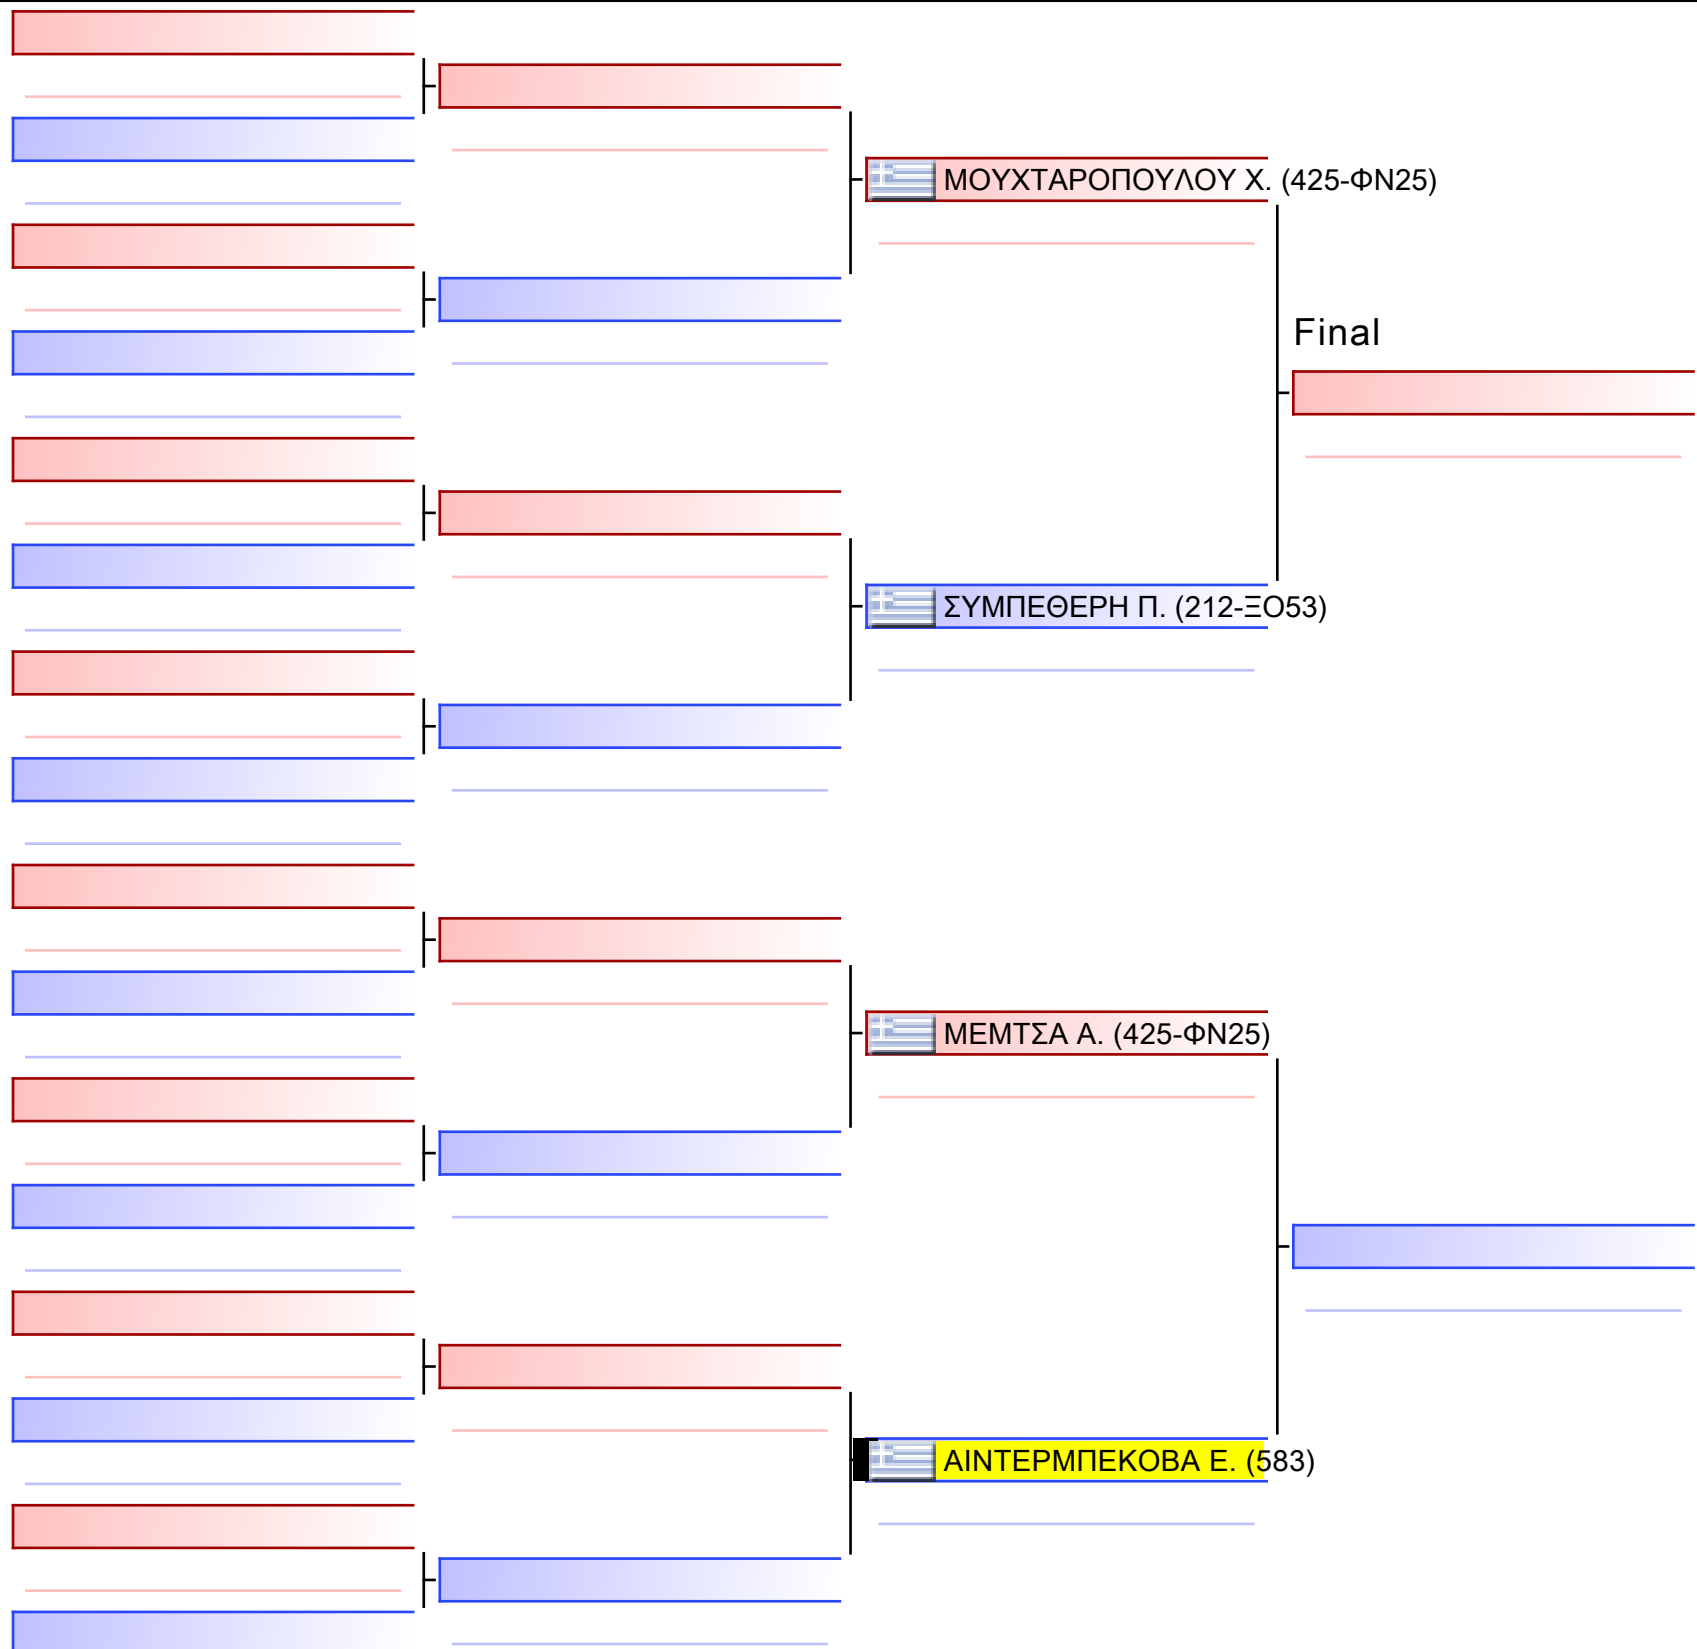 ΜΟΥΧΤΑΡΟΠΟΥΛΟΥ Χ. (425-ΦΝ25)
Final
ΣΥΜΠΕΘΕΡΗ Π. (212-ΞΟ53)
ΜΕΜΤΣΑ Α. (425-ΦΝ25)
ΑΙΝΤΕΡΜΠΕΚΟΒΑ Ε. (583)